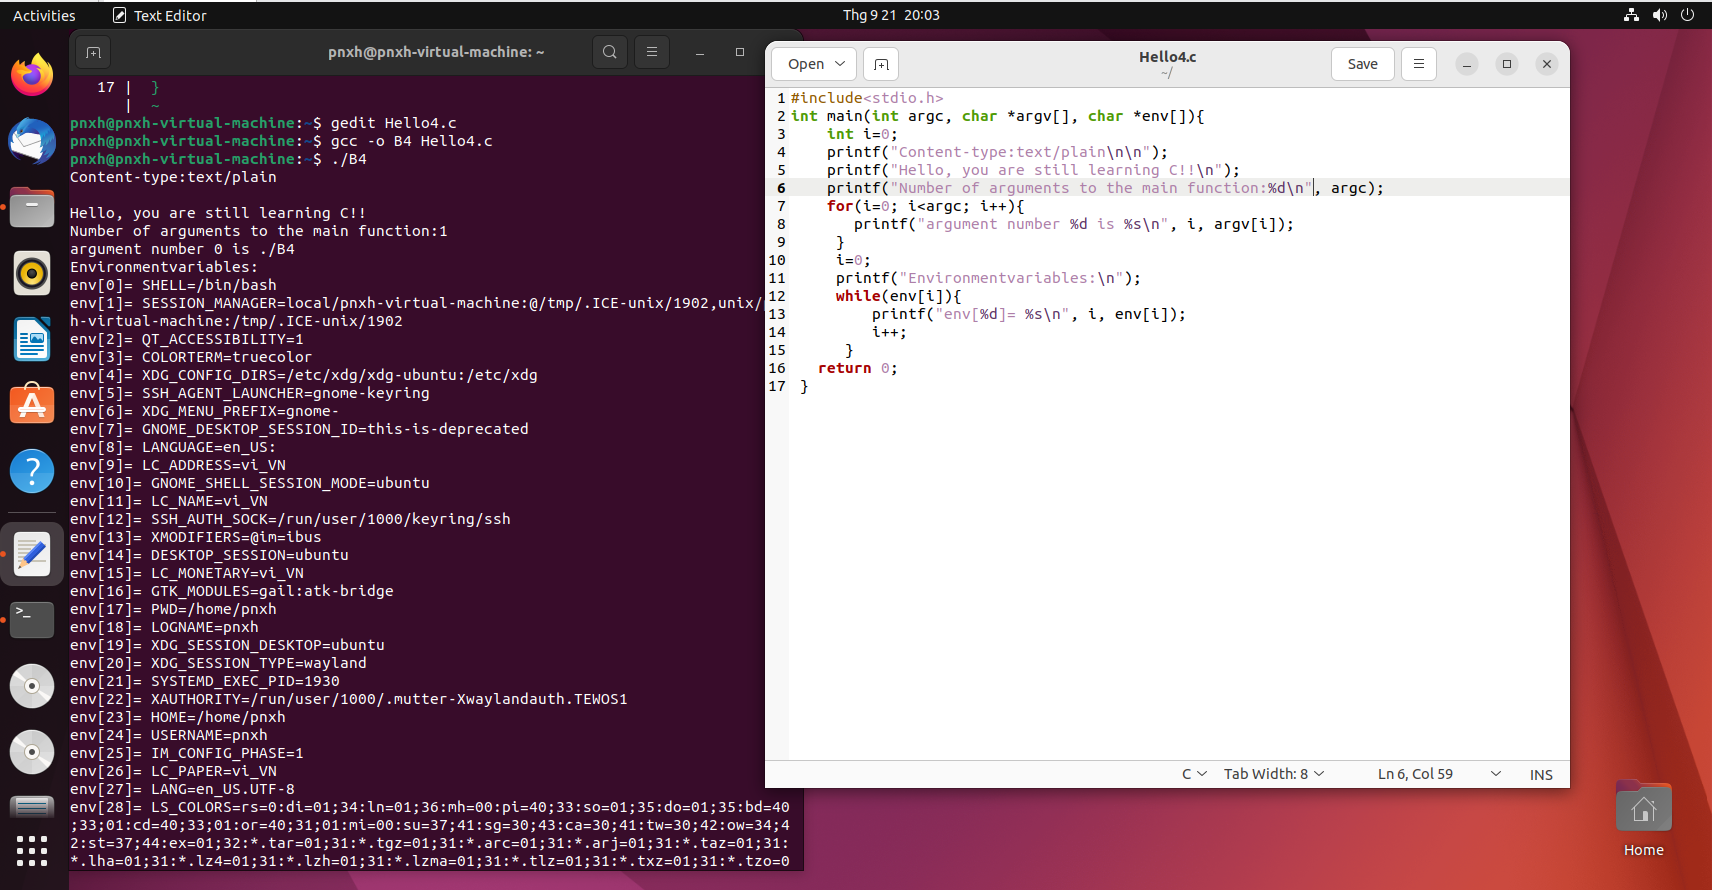 Activities
Text Editor
Thg 9 21 20:03
pnxh@pnxh-virtual-machine: ~
17 | }
| ~
pnxh@pnxh-virtual-machine:~$ gedit Hello4.c
pnxh@pnxh-virtual-machine:~$ gcc -o B4 Hello4.c
pnxh@pnxh-virtual-machine:~$ ./B4
Content-type:text/plain
Hello, you are still learning C!!
Number of arguments to the main function:1
argument number 0 is ./B4
Environmentvariables:
env[0]= SHELL=/bin/bash
env[1]= SESSION_MANAGER=local/pnxh-virtual-machine:@/tmp/.ICE-unix/1902,unix/
h-virtual-machine:/tmp/.ICE-unix/1902
env[2]= QT_ACCESSIBILITY=1
env[3]= COLORTERM=truecolor
env[4]= XDG_CONFIG_DIRS=/etc/xdg/xdg-ubuntu:/etc/xdg
env[5]= SSH_AGENT_LAUNCHER=gnome-keyring
env[6]= XDG_MENU_PREFIX=gnome-
env[7]= GNOME_DESKTOP_SESSION_ID=this-is-deprecated
env[8]= LANGUAGE=en_US:
env[9]= LC_ADDRESS=vi_VN
env[10]= GNOME_SHELL_SESSION_MODE=ubuntu
env[11]= LC_NAME=vi_VN
env[12]= SSH_AUTH_SOCK=/run/user/1000/keyring/ssh
env[13]= XMODIFIERS=@im=ibus
env[14]= DESKTOP_SESSION=ubuntu
env[15]= LC_MONETARY=vi_VN
env[16]= GTK_MODULES=gail:atk-bridge
env[17]= PWD=/home/pnxh
env[18]= LOGNAME=pnxh
env[19]= XDG_SESSION_DESKTOP=ubuntu
env[20]= XDG_SESSION_TYPE=wayland
env[21]= SYSTEMD_EXEC_PID=1930
env[22]= XAUTHORITY=/run/user/1000/.mutter-Xwaylandauth.TEWOS1
env[23]= HOME=/home/pnxh
env[24]= USERNAME=pnxh
env[25]= IM_CONFIG_PHASE=1
env[26]= LC_PAPER=vi_VN
env[27]= LANG=en_US.UTF-8
env[28]= LS_COLORS=rs=0:di=01;34:ln=01;36:mh=00:pi=40;33:so=01;35:do=01;35:bd=40
;33;01:cd=40;33;01:or=40;31;01:mi=00:su=37;41:sg=30;43:ca=30;41:tw=30;42:ow=34;4
2:st=37;44:ex=01;32:*.tar=01;31:*.tgz=01;31:*.arc=01;31:*.arj=01;31:*.taz=01;31:
*.lha=01;31:*.lz4=01;31:*.lzh=01;31:*.lzma=01;31:*.tlz=01;31:*.txz=01;31:*.tzo=0
Open
Hello4.c
~/
Save
1 #include<stdio.h>
2 int main(int argc, char *argv[], char *env[]){
3 int i=0;
4 printf("Content-type:text/plain\n\n");
5 printf("Hello, you are still learning C!!\n");
6 printf("Number of arguments to the main function:%d\n", argc);
7 for(i=0; i<argc; i++){
8 printf("argument number %d is %s\n", i, argv[i]);
9 }
10 i=0;
11 printf("Environmentvariables:\n");
12 while(env[i]){
13 printf("env[%d]= %s\n", i, env[i]);
14 i++;
15 }
16 return 0;
17 }
C
Tab Width: 8
Ln 6, Col 59
INS
Home